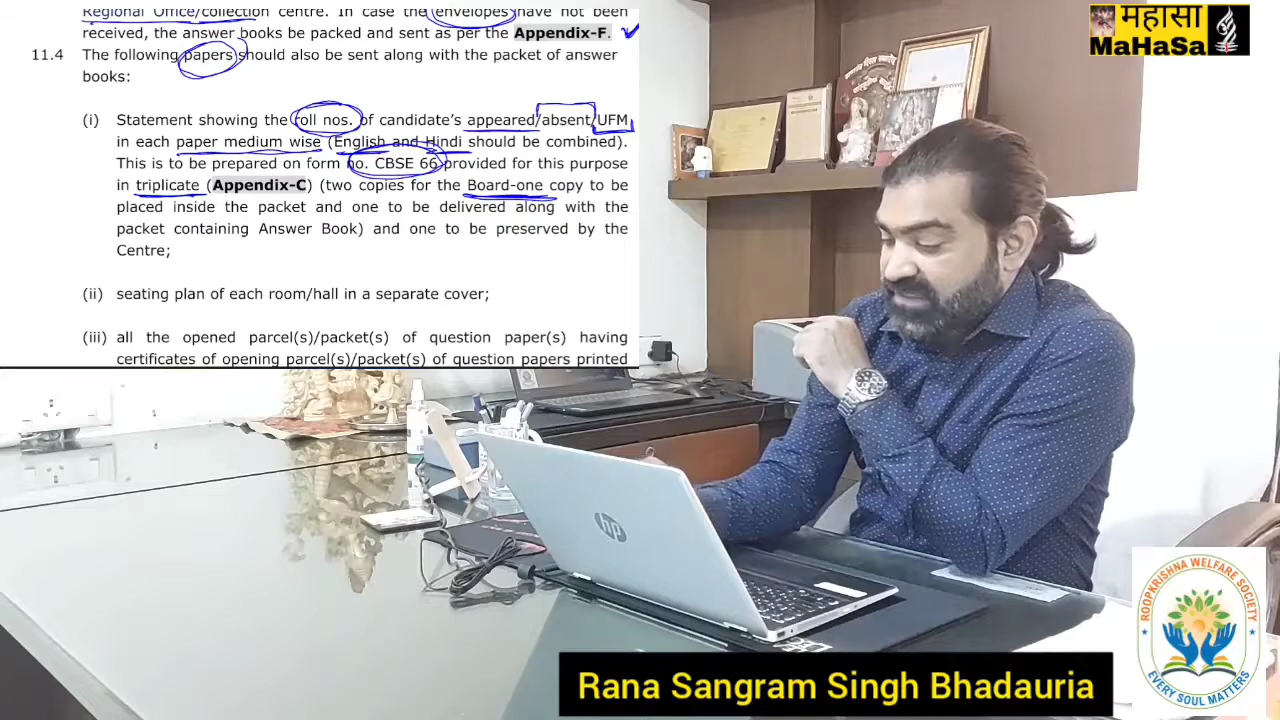 Regional Office/collection centre. In case the envelopes have not been
received, the answer books be packed and sent as per the Appendix-F.
11.4 The following papers should also be sent along with the packet of answer
books:
(i) Statement showing the roll nos. of candidate's appeared/absent/UFM
in each paper medium wise (English and Hindi should be combined).
This is to be prepared on form no. CBSE 66 provided for this purpose
in triplicate (Appendix-C) (two copies for the Board-one copy to be
placed inside the packet and one to be delivered along with the
packet containing Answer Book) and one to be preserved by the
Centre;
(ii) seating plan of each room/hall in a separate cover;
(iii) all the opened parcel(s)/packet(s) of question paper(s) having
certificates of opening parcel(s)/packet(s) of question papers printed
महासा
MaHaSa
hp
ROOPKRISHNA WELFARE SOCIETY
EVERY SOUL MATTERS
Rana Sangram Singh Bhadauria